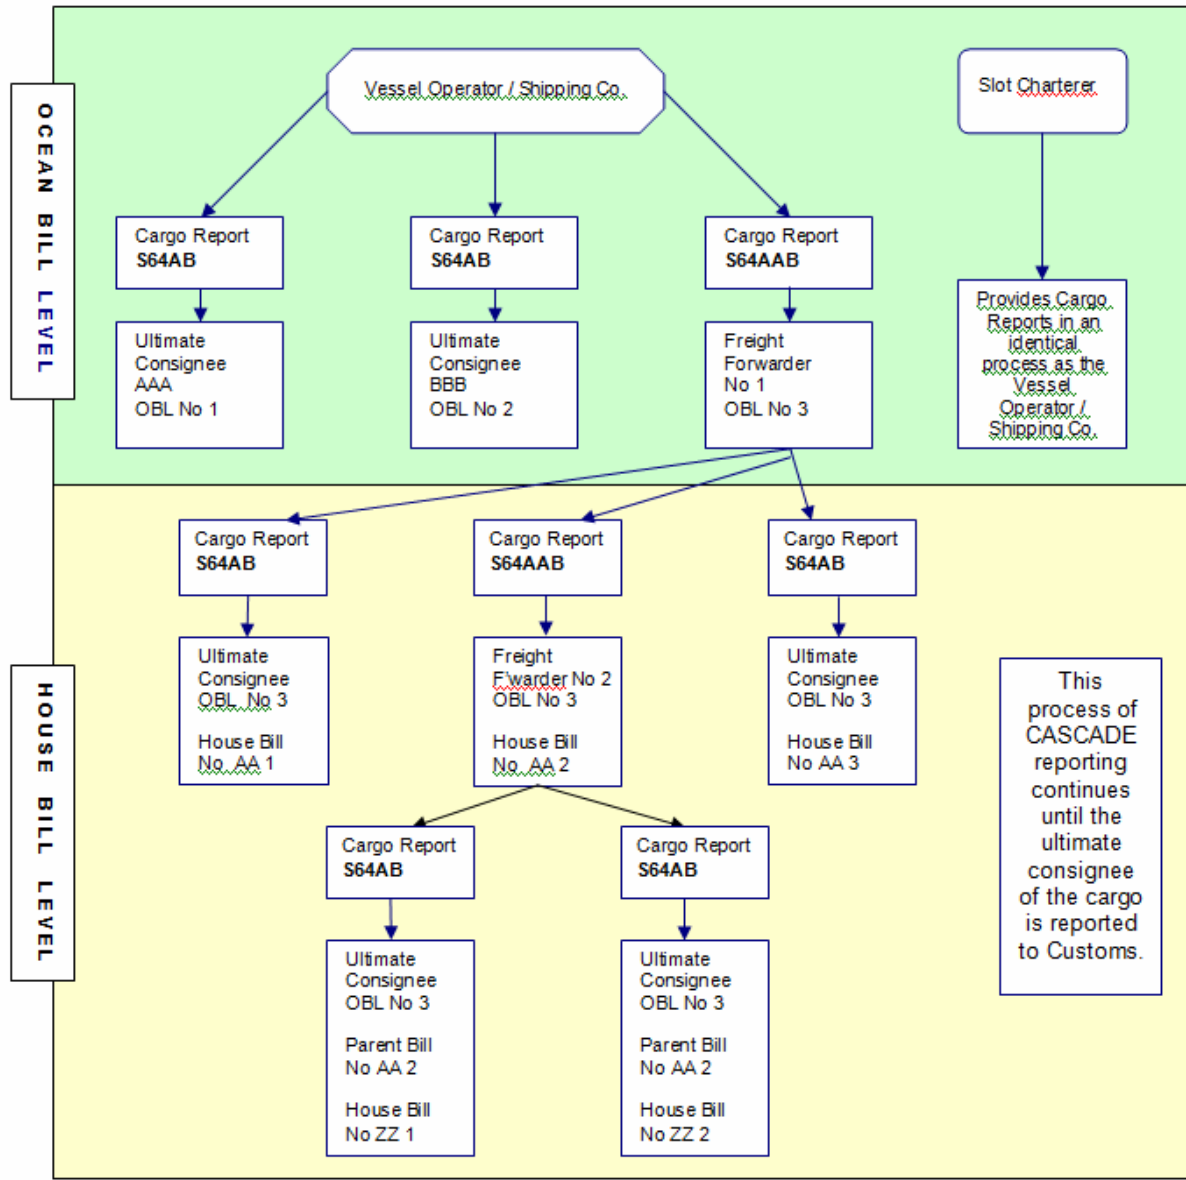 OCEAN BILL LEVEL
Vessel Operator / Shipping Co.
Slot Charterer
Cargo Report
S64AB
Cargo Report
S64AB
Cargo Report
S64AAB
Ultimate
Consignee
AAA
OBL No 1
Ultimate
Consignee
BBB
OBL No 2
Freight
Forwarder
No 1
OBL No 3
Provides Cargo
Reports in an
identical
process as the
Vessel
Operator /
Shipping Co.
HOUSE BILL LEVEL
Cargo Report
S64AB
Cargo Report
S64AAB
Cargo Report
S64AB
Ultimate
Consignee
OBL No 3
House Bill
No AA 1
Freight
F'warder No 2
OBL No 3
House Bill
No AA 2
Ultimate
Consignee
OBL No 3
House Bill
No AA 3
Cargo Report
S64AB
Cargo Report
S64AB
Ultimate
Consignee
OBL No 3
Parent Bill
No AA 2
House Bill
No ZZ 1
Ultimate
Consignee
OBL No 3
Parent Bill
No AA 2
House Bill
No ZZ 2
This
process of
CASCADE
reporting
continues
until the
ultimate
consignee
of the cargo
is reported
to Customs.